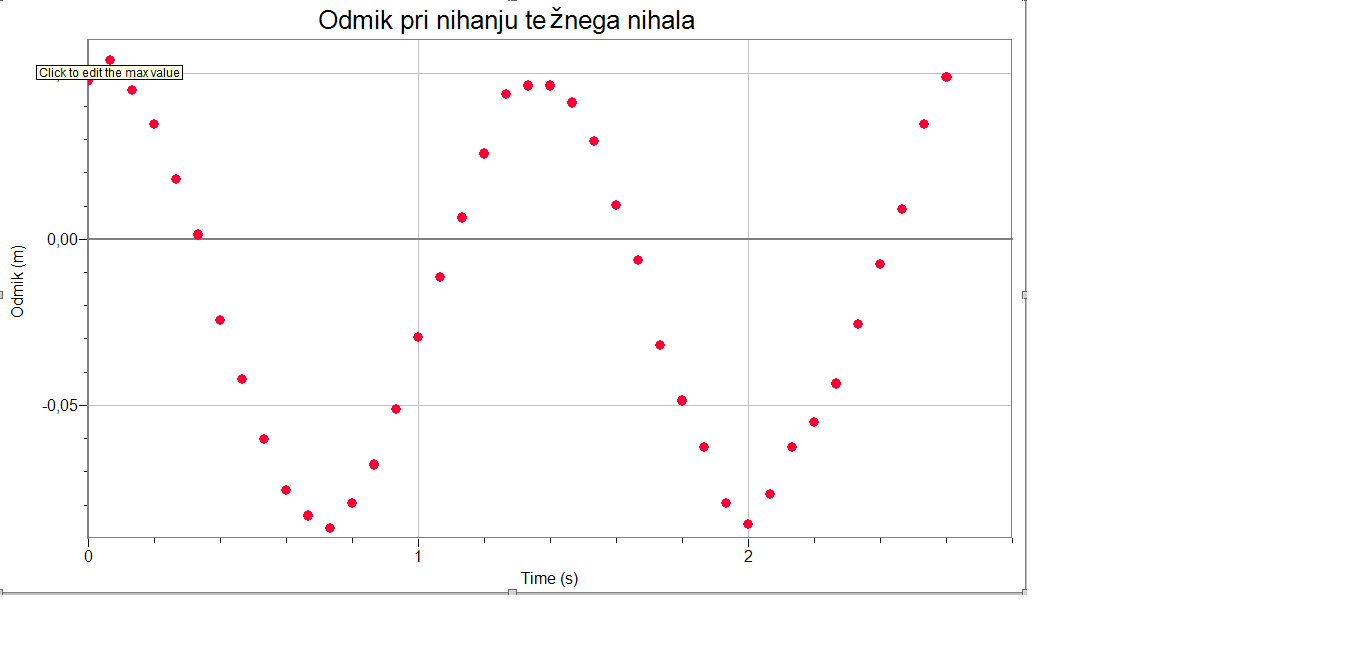 Odmik pri nihanju težnega nihala
Click to edit the max value
0,00
Odmik (m)
-0,05
0 1 2
Time (s)